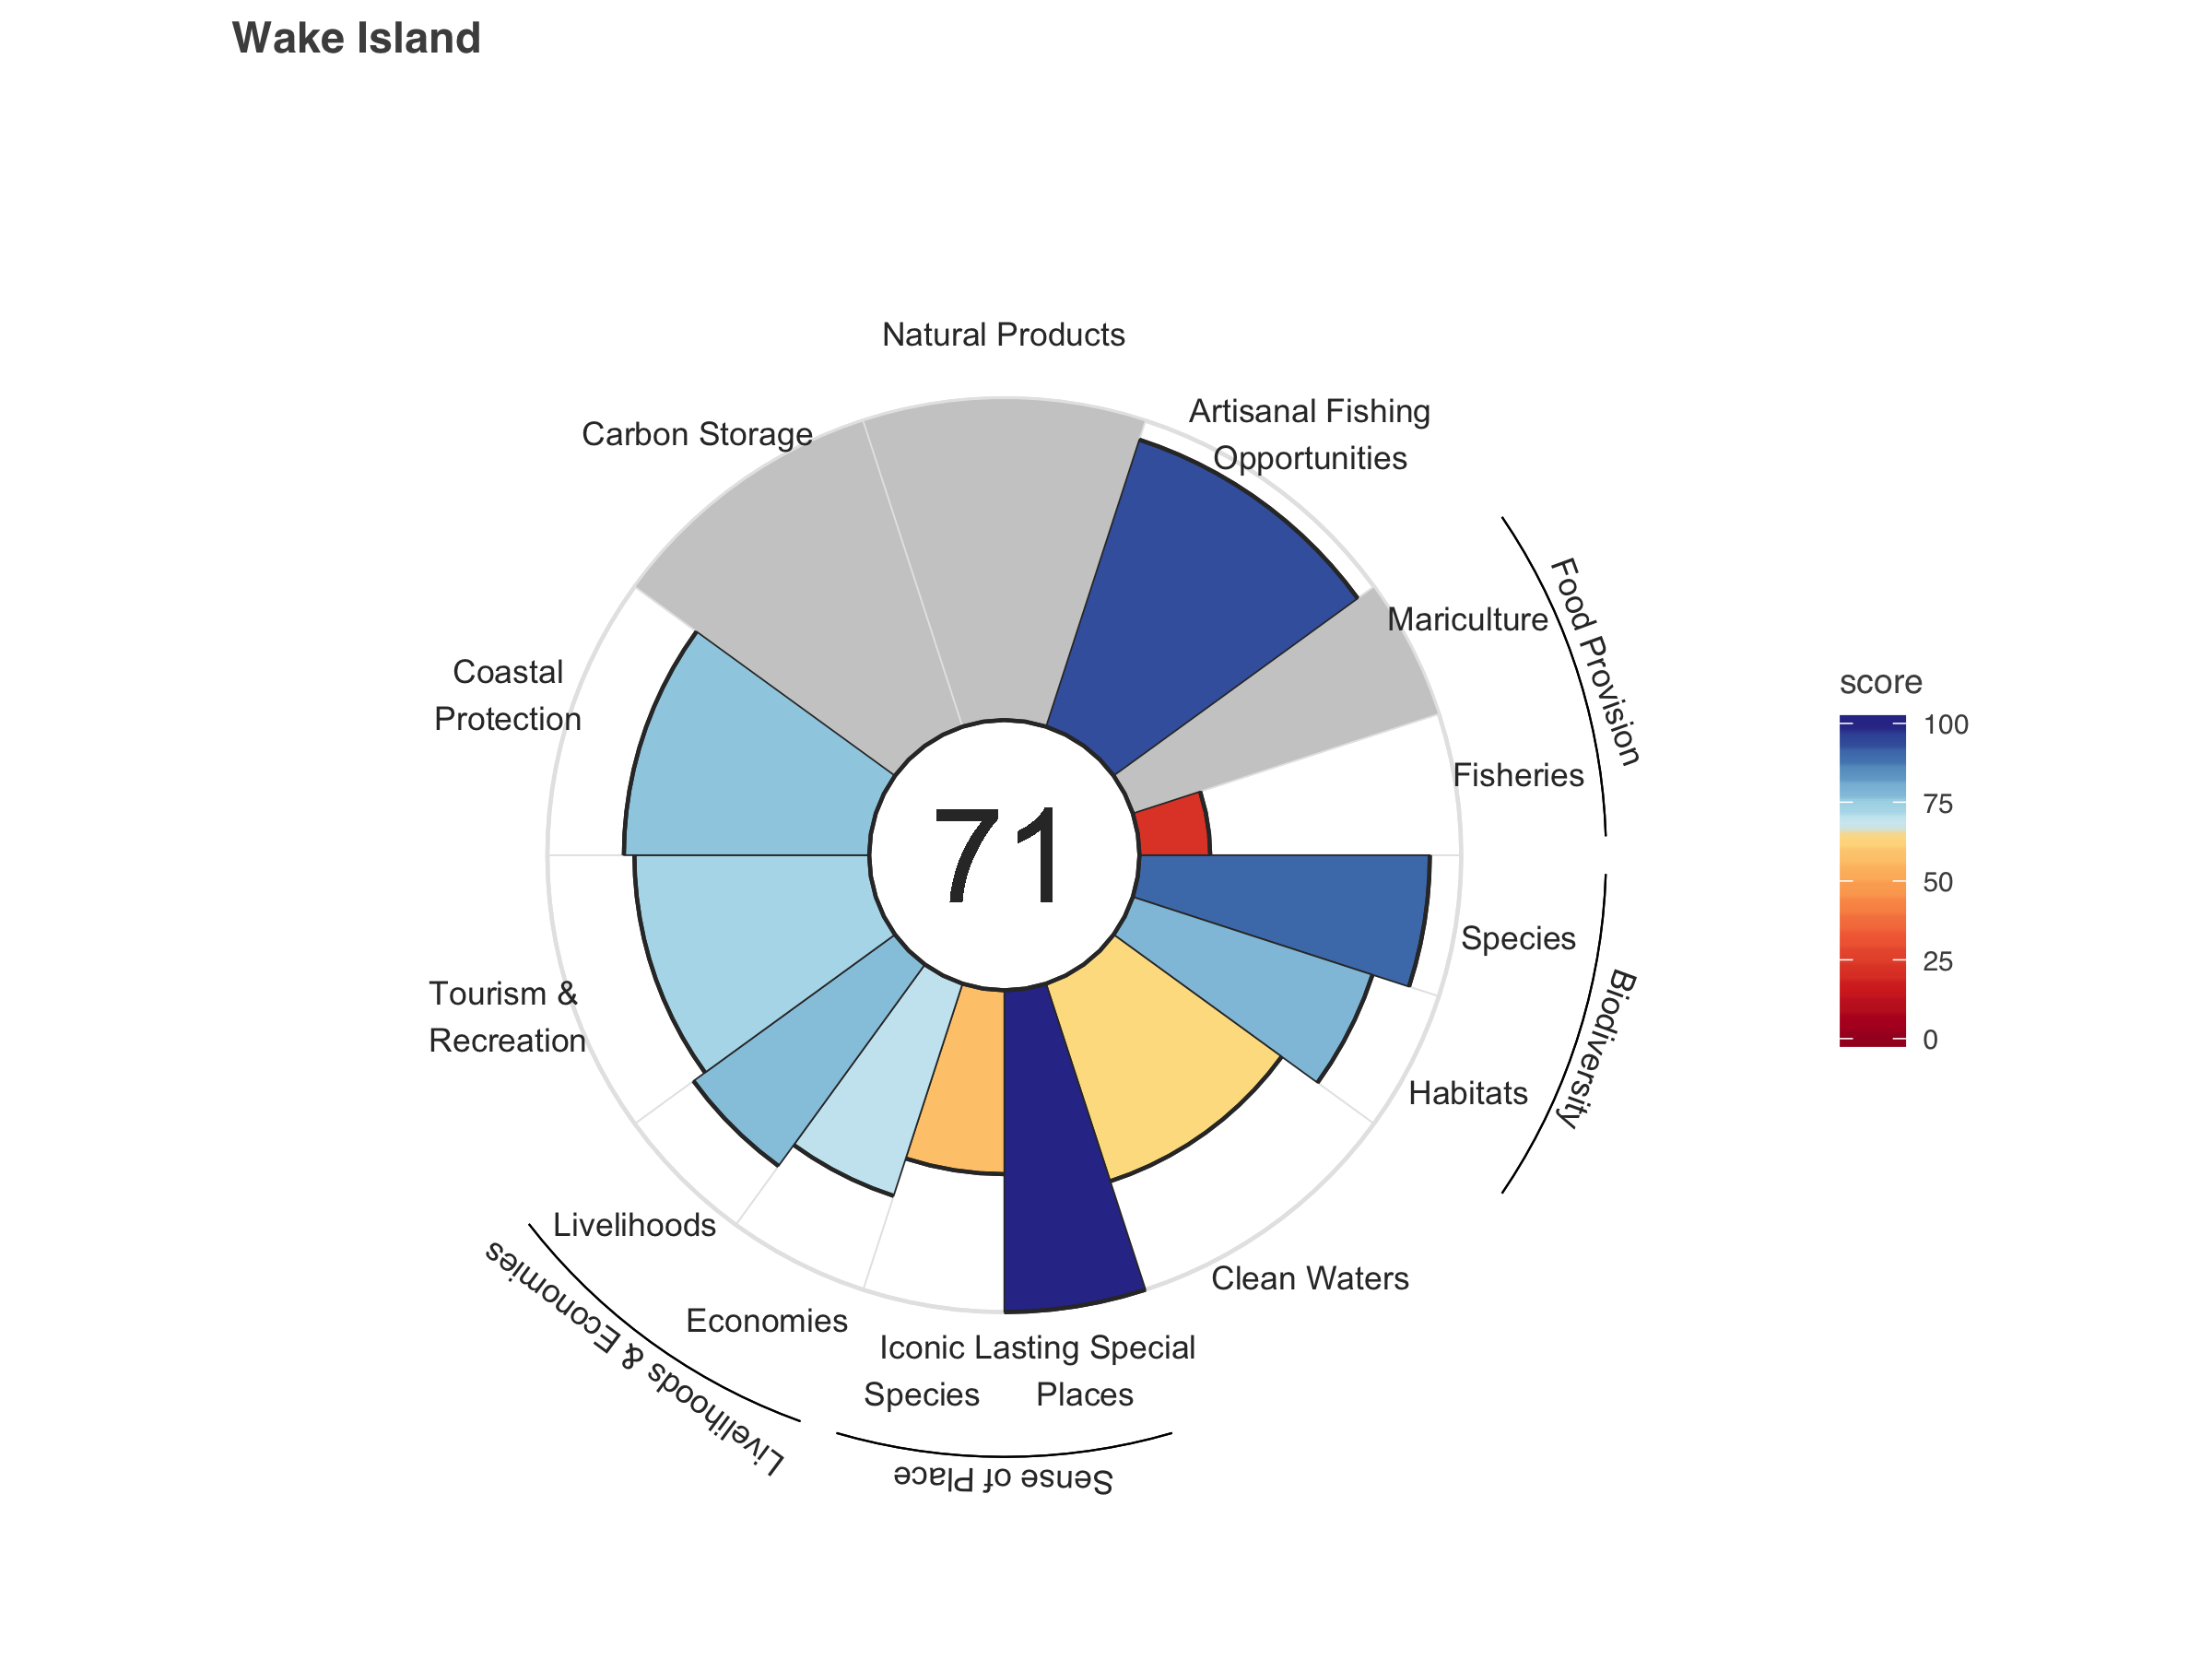 Wake Island
Natural Products
Carbon Storage
Artisanal Fishing
Opportunities
Mariculture
Food Provision
Fisheries
Coastal
Protection
71
Species
Biodiversity
Habitats
Tourism &
Recreation
Livelihoods
Livelihoods & Economies
Economies
Clean Waters
Iconic
Species
Lasting Special
Places
Sense of Place
score
100
75
50
25
0